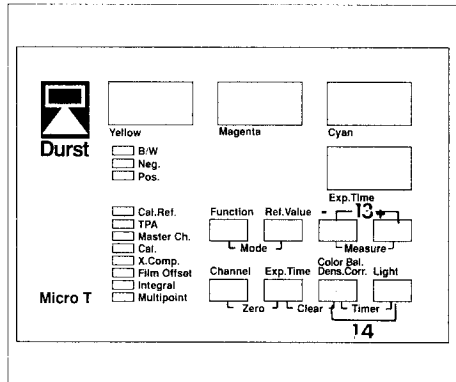 Yellow Magenta Cyan
Durst
B/W
Neg.
Pos.
Exp.Time
- 13 +
Cal.Ref.
TPA
Master Ch.
Cal.
X.Comp.
Film Offset
Integral
Multipoint
Function Ref.Value
Mode Measure
Channel Exp.Time Color Bal. Dens.Corr. Light
Zero Clear Timer
14
Micro T